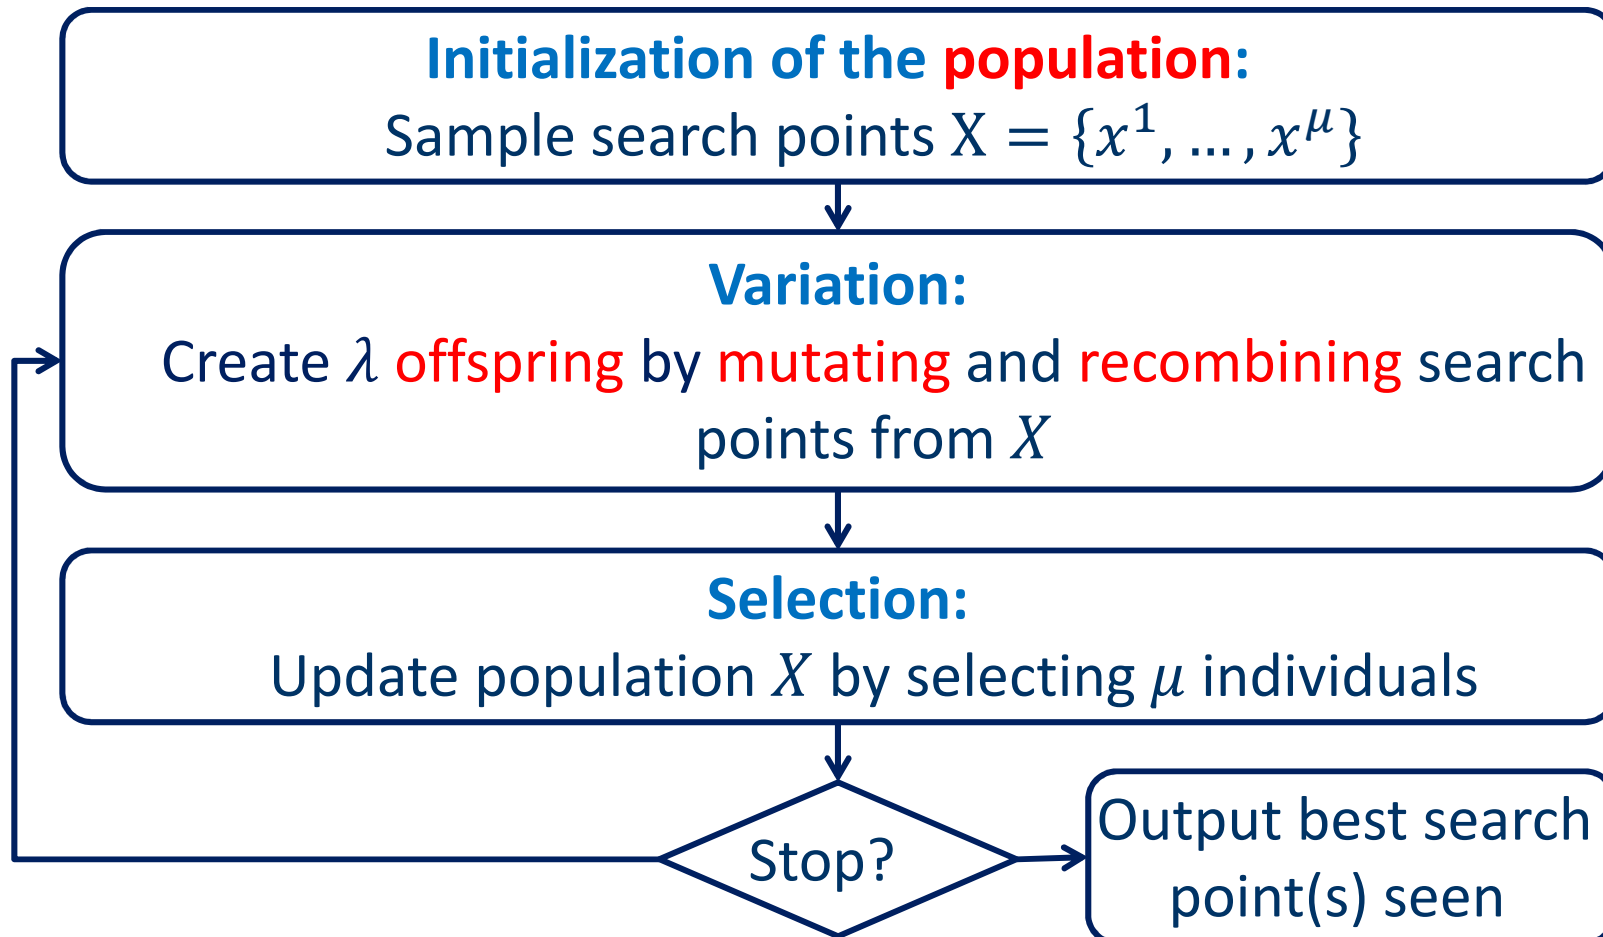 Initialization of the population:
Sample search points X = {x¹, … , x^μ}
Variation:
Create λ offspring by mutating and recombining search
points from X
Selection:
Update population X by selecting μ individuals
Stop?
Output best search
point(s) seen